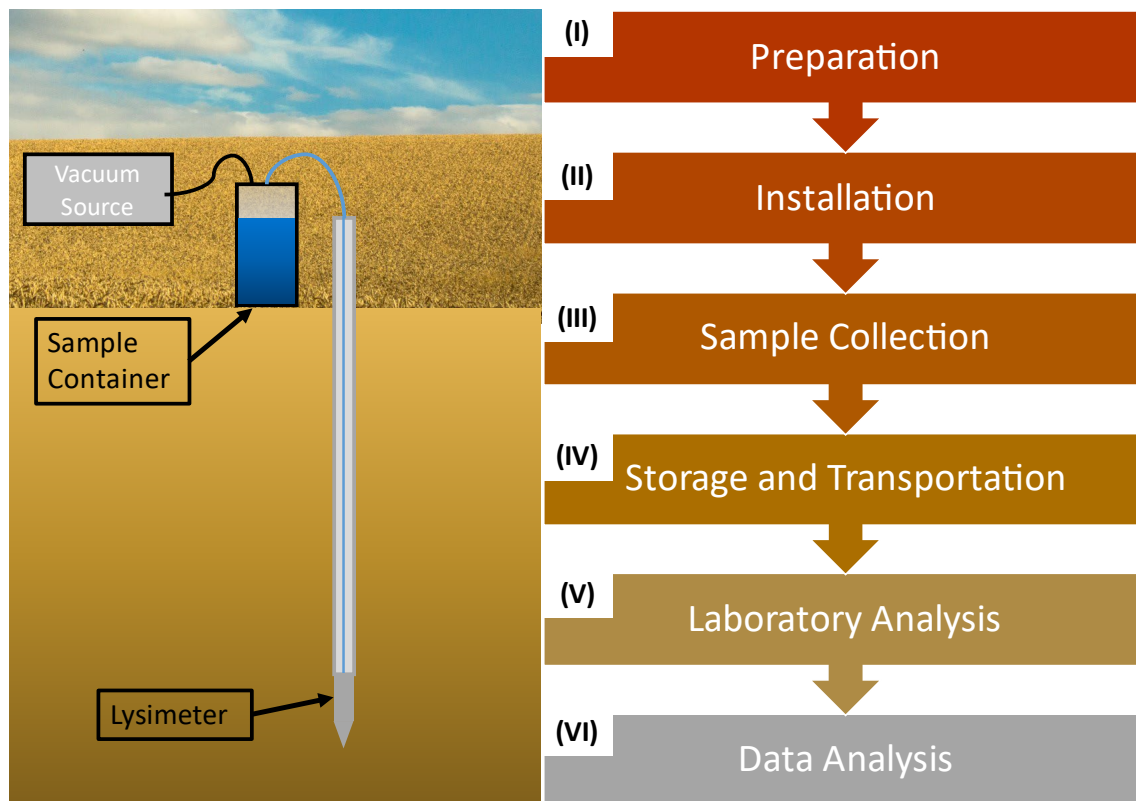 Vacuum
Source
Sample
Container
Lysimeter
(I)
Preparation
(II)
Installation
(III)
Sample Collection
(IV)
Storage and Transportation
(V)
Laboratory Analysis
(VI)
Data Analysis